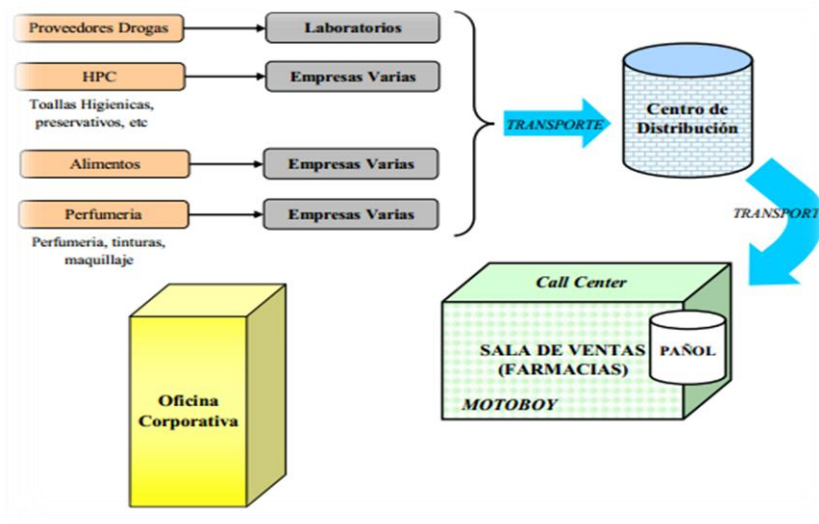 Proveedores Drogas
Laboratorios
HPC
Empresas Varias
Toallas Higienicas,
preservativos, etc
Alimentos
Empresas Varias
Perfumeria
Empresas Varias
Perfumeria, tinturas,
maquillaje
TRANSPORTE
Centro de
Distribución
TRANSPORT
Call Center
SALA DE VENTAS
(FARMACIAS)
PAÑOL
MOTOBOY
Oficina
Corporativa